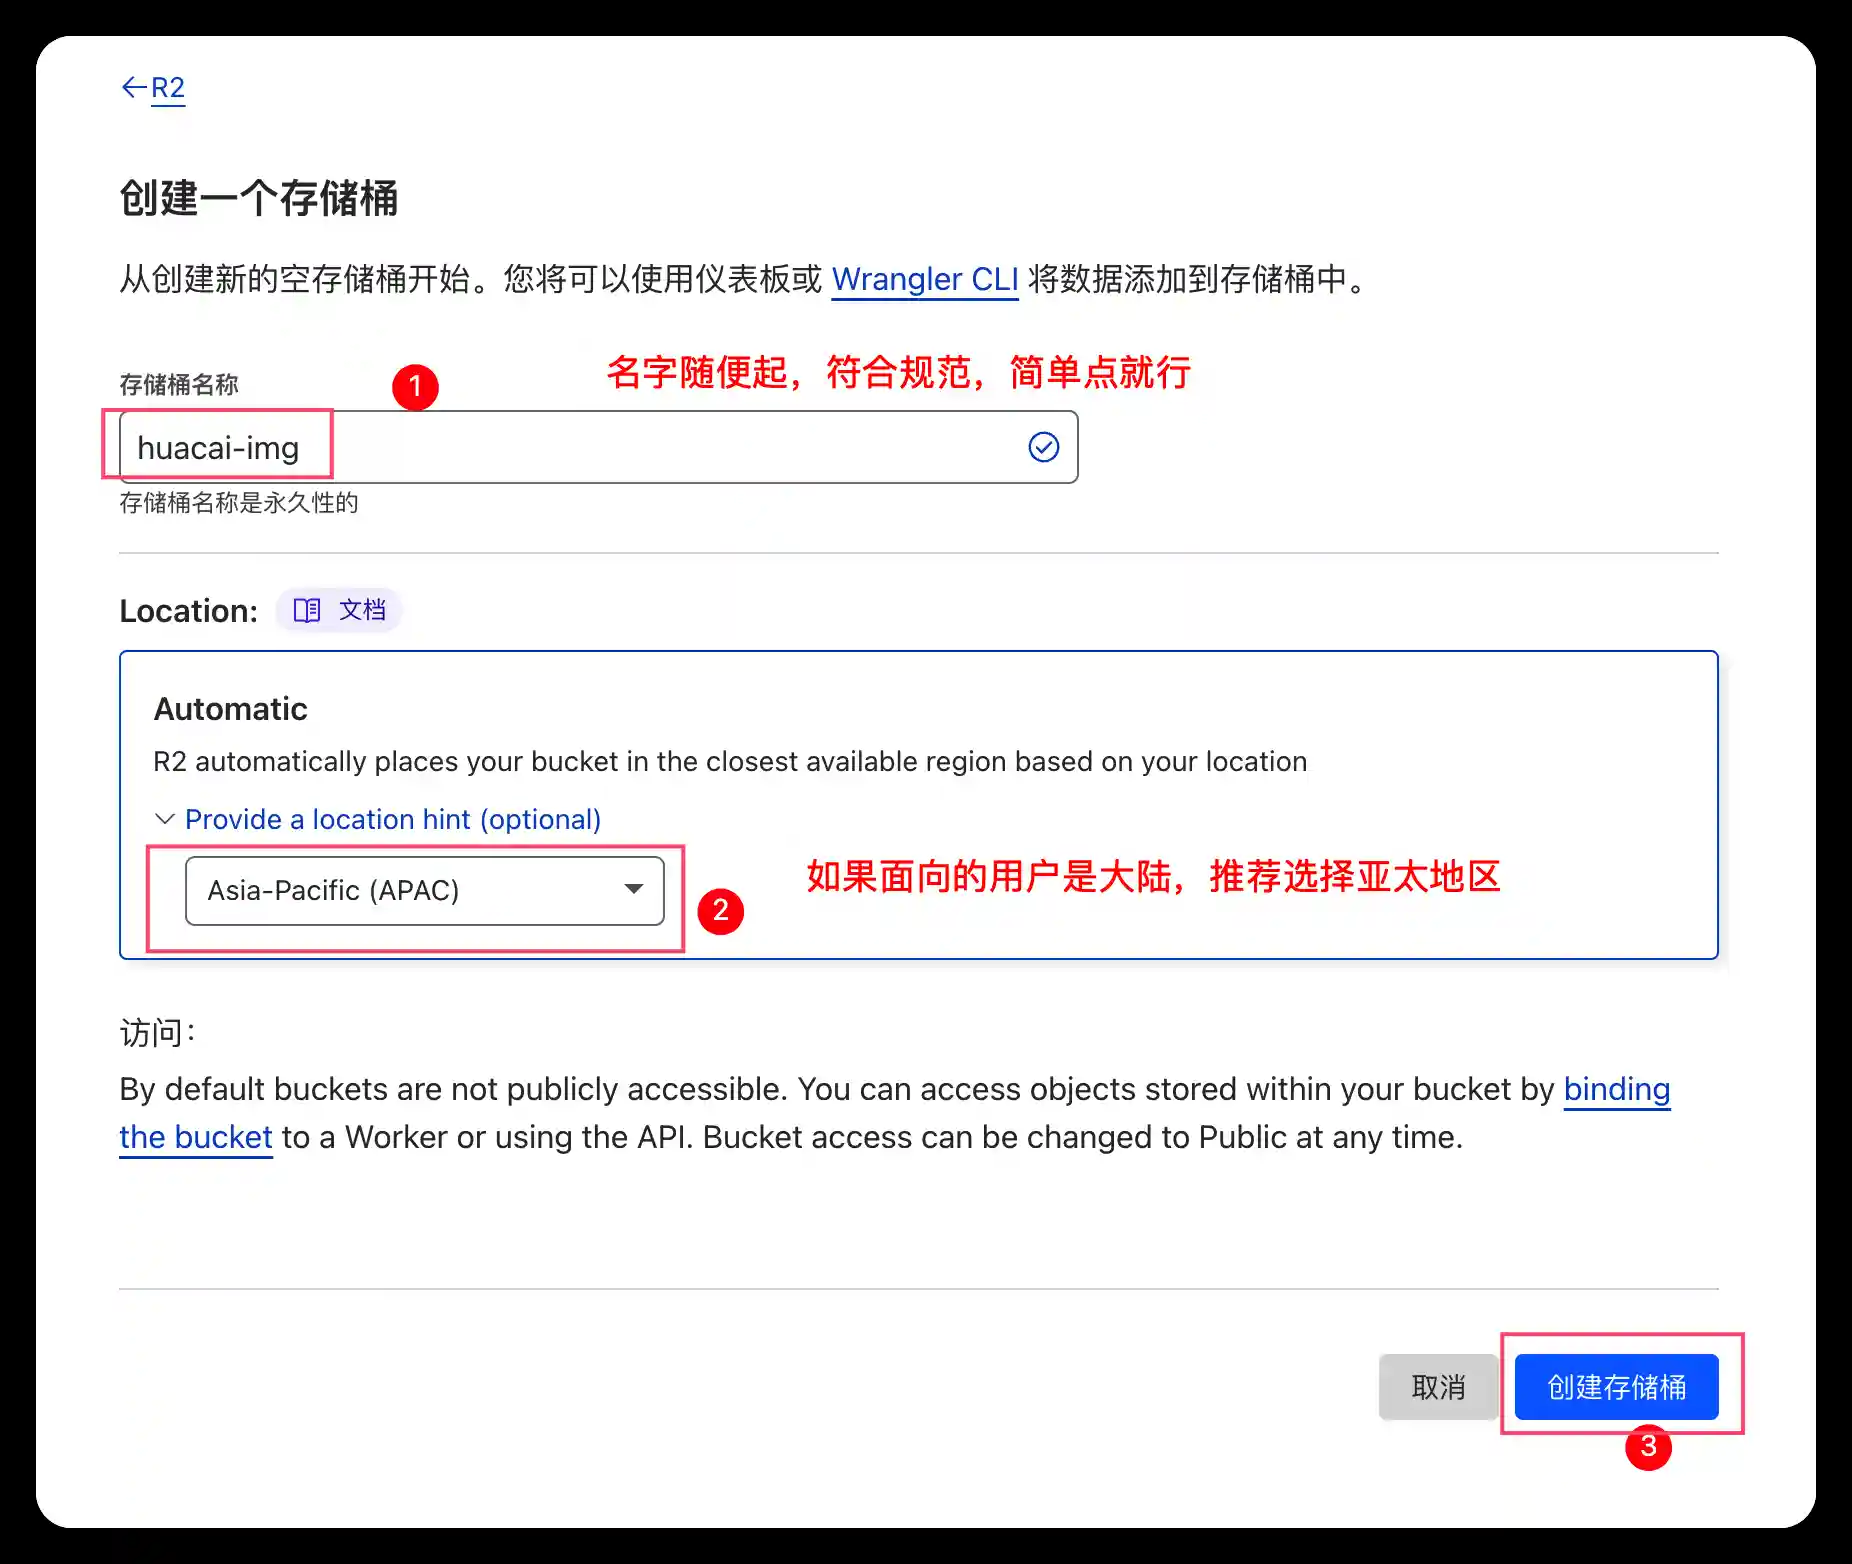 ←R2
创建一个存储桶
从创建新的空存储桶开始。您将可以使用仪表板或 Wrangler CLI 将数据添加到存储桶中。
存储桶名称
1
名字随便起，符合规范，简单点就行
huacai-img
存储桶名称是永久性的
Location: 文档
Automatic
R2 automatically places your bucket in the closest available region based on your location
Provide a location hint (optional)
Asia-Pacific (APAC)
2
如果面向的用户是大陆，推荐选择亚太地区
访问：
By default buckets are not publicly accessible. You can access objects stored within your bucket by binding
the bucket to a Worker or using the API. Bucket access can be changed to Public at any time.
取消
创建存储桶
3